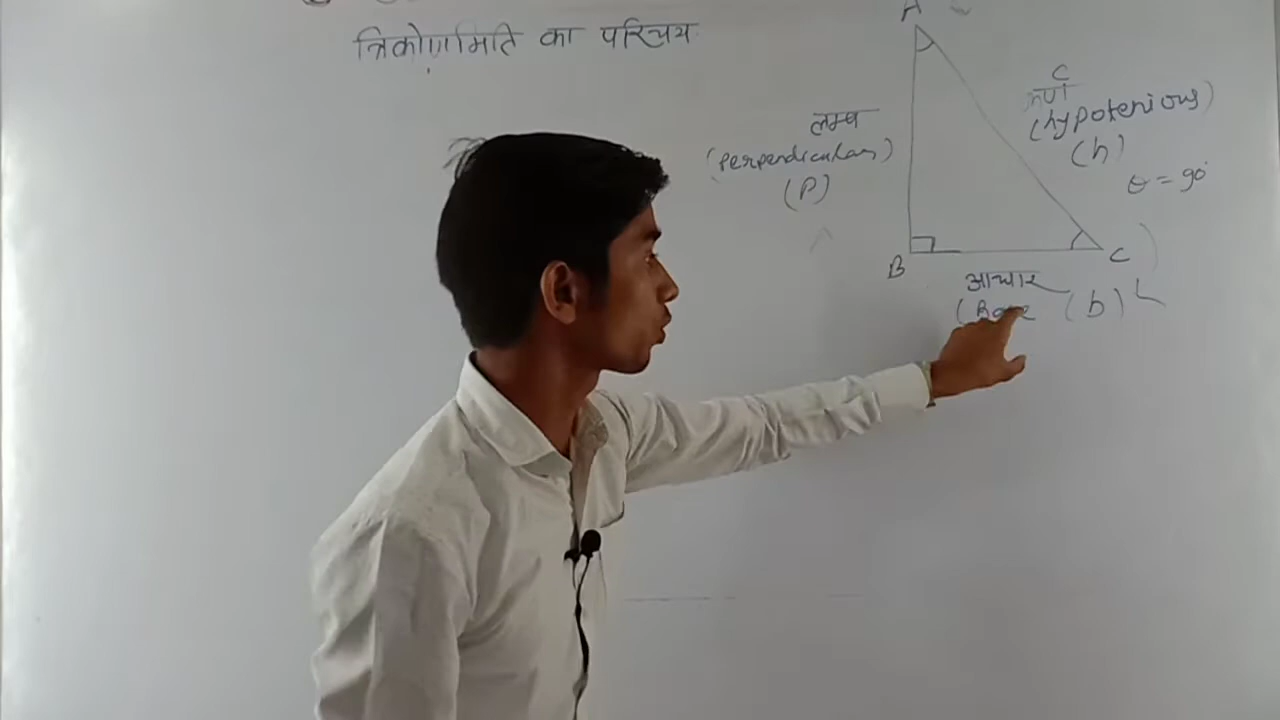 त्रिकोणमिति का परिचय
A
लम्ब
(perpendicular)
(P)
C
कर्ण
(hypotenious)
(h)
θ = 90°
B
C
आधार
(Base (b)